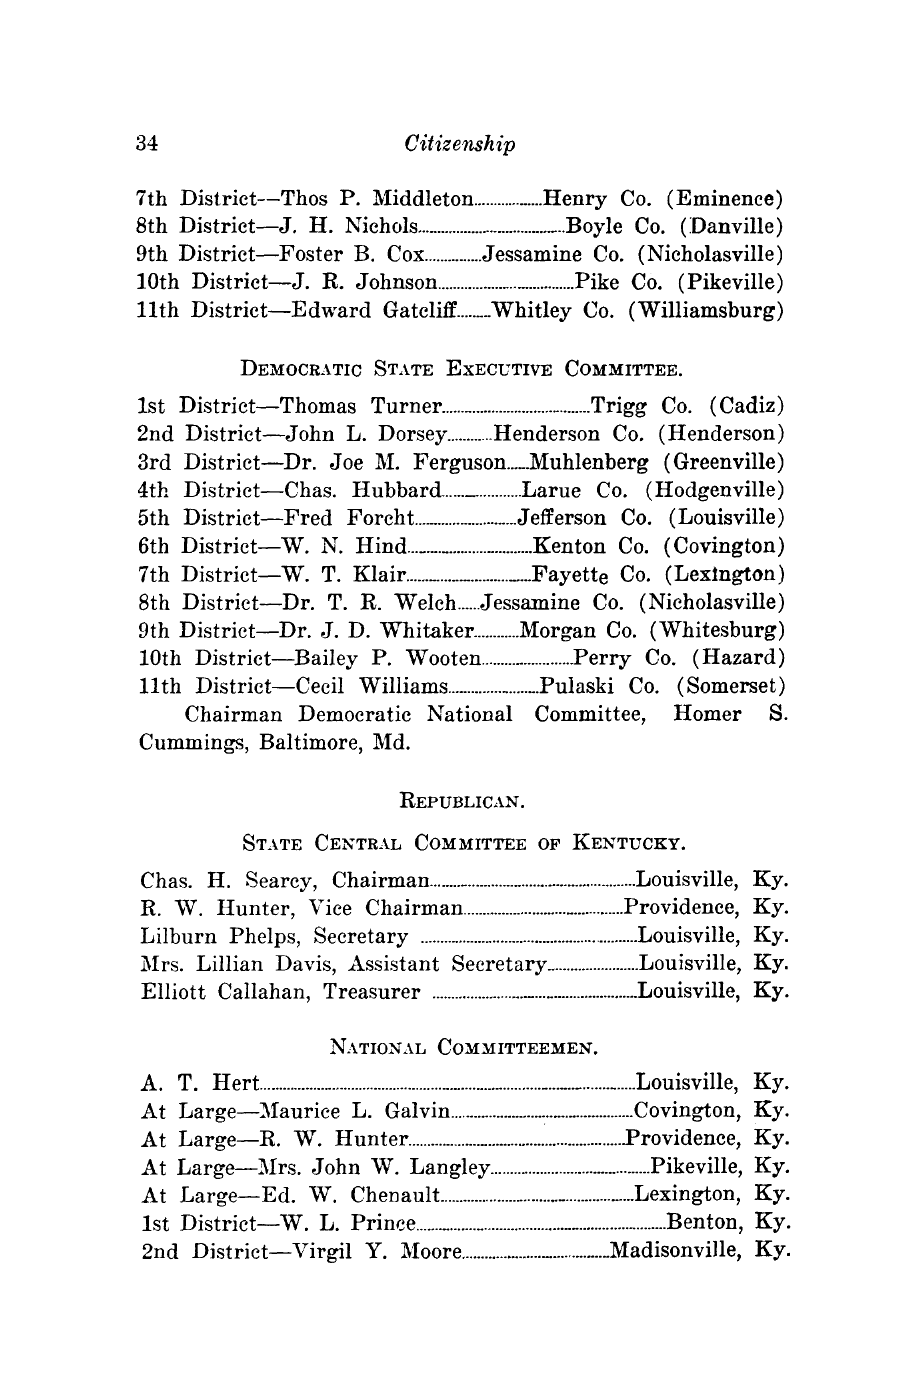 34 Citizenship
7th District--Thos P. Middleton................Henry Co. (Eminence)
8th District—J. H. Nichols....................................Boyle Co. (Danville)
9th District—Foster B. Cox..............Jessamine Co. (Nicholasville)
10th District—J. R. Johnson.................................Pike Co. (Pikeville)
11th District—Edward Gatcliff........Whitley Co. (Williamsburg)
DEMOCRATIC STATE EXECUTIVE COMMITTEE.
1st District—Thomas Turner....................................Trigg Co. (Cadiz)
2nd District—John L. Dorsey...........Henderson Co. (Henderson)
3rd District—Dr. Joe M. Ferguson......Muhlenberg (Greenville)
4th District—Chas. Hubbard...................Larue Co. (Hodgenville)
5th District—Fred Forcht.........................Jefferson Co. (Louisville)
6th District—W. N. Hind..............................Kenton Co. (Covington)
7th District—W. T. Klair..............................Fayette Co. (Lexington)
8th District—Dr. T. R. Welch......Jessamine Co. (Nicholasville)
9th District—Dr. J. D. Whitaker...........Morgan Co. (Whitesburg)
10th District—Bailey P. Wooten......................Perry Co. (Hazard)
11th District—Cecil Williams......................Pulaski Co. (Somerset)
Chairman Democratic National Committee, Homer S.
Cummings, Baltimore, Md.
REPUBLICAN.
STATE CENTRAL COMMITTEE OF KENTUCKY.
Chas. H. Searcy, Chairman..................................................Louisville, Ky.
R. W. Hunter, Vice Chairman.......................................Providence, Ky.
Lilburn Phelps, Secretary .....................................................Louisville, Ky.
Mrs. Lillian Davis, Assistant Secretary......................Louisville, Ky.
Elliott Callahan, Treasurer ..................................................Louisville, Ky.
NATIONAL COMMITTEEMEN.
A. T. Hert............................................................................................Louisville, Ky.
At Large—Maurice L. Galvin.............................................Covington, Ky.
At Large—R. W. Hunter.....................................................Providence, Ky.
At Large—Mrs. John W. Langley.......................................Pikeville, Ky.
At Large—Ed. W. Chenault...............................................Lexington, Ky.
1st District—W. L. Prince.............................................................Benton, Ky.
2nd District—Virgil Y. Moore....................................Madisonville, Ky.